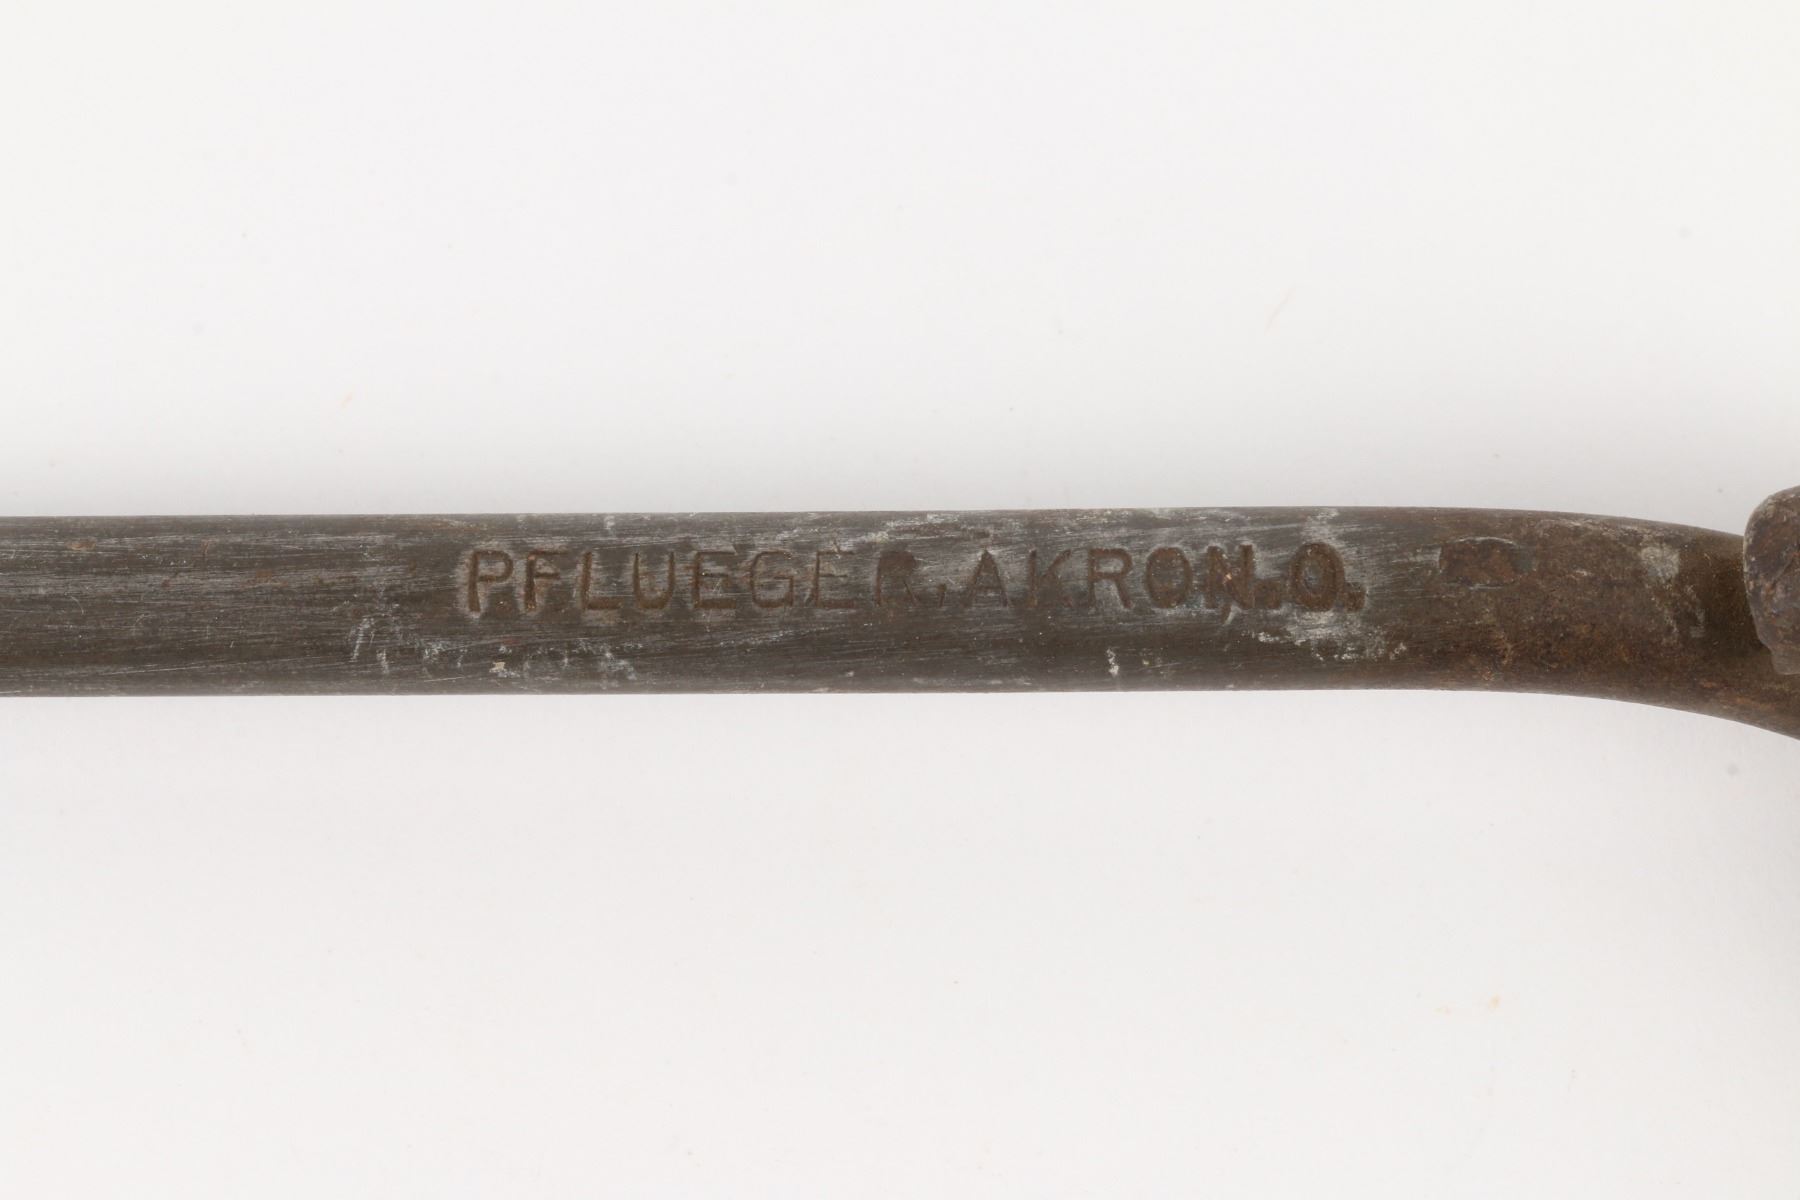 PFLUEGER, AKRON, O.